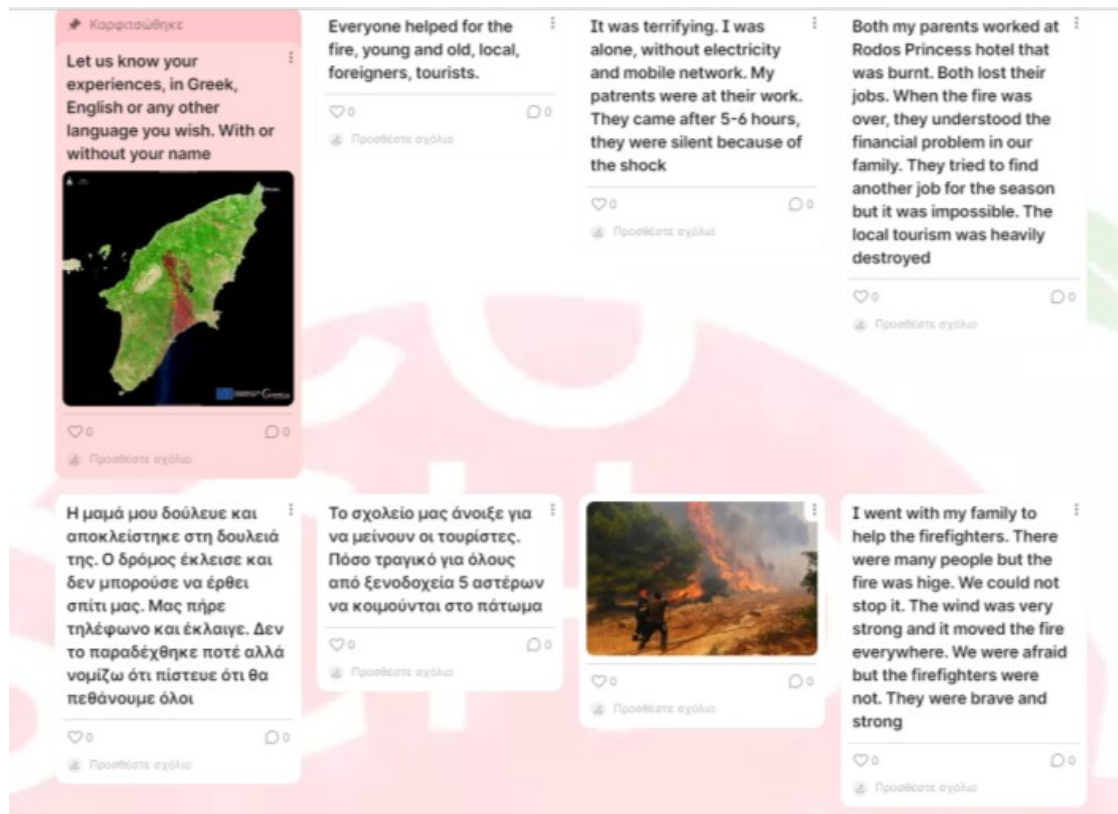 Καρφιτσώθηκε
Let us know your
experiences, in Greek,
English or any other
language you wish. With or
without your name
0
0
Προσθέστε σχόλιο
Everyone helped for the
fire, young and old, local,
foreigners, tourists.
0
0
Προσθέστε σχόλιο
It was terrifying. I was
alone, without electricity
and mobile network. My
patrents were at their work.
They came after 5-6 hours,
they were silent because of
the shock
0
0
Προσθέστε σχόλιο
Both my parents worked at
Rodos Princess hotel that
was burnt. Both lost their
jobs. When the fire was
over, they understood the
financial problem in our
family. They tried to find
another job for the season
but it was impossible. The
local tourism was heavily
destroyed
0
0
Προσθέστε σχόλιο
Η μαμά μου δούλευε και
αποκλείστηκε στη δουλειά
της. Ο δρόμος έκλεισε και
δεν μπορούσε να έρθει
σπίτι μας. Μας πήρε
τηλέφωνο και έκλαιγε. Δεν
το παραδέχθηκε ποτέ αλλά
νομίζω ότι πίστευε ότι θα
πεθάνουμε όλοι
0
0
Προσθέστε σχόλιο
Το σχολείο μας άνοιξε για
να μείνουν οι τουρίστες.
Πόσο τραγικό για όλους
από ξενοδοχεία 5 αστέρων
να κοιμούνται στο πάτωμα
0
0
Προσθέστε σχόλιο
0
0
Προσθέστε σχόλιο
I went with my family to
help the firefighters. There
were many people but the
fire was hige. We could not
stop it. The wind was very
strong and it moved the fire
everywhere. We were afraid
but the firefighters were
not. They were brave and
strong
0
0
Προσθέστε σχόλιο